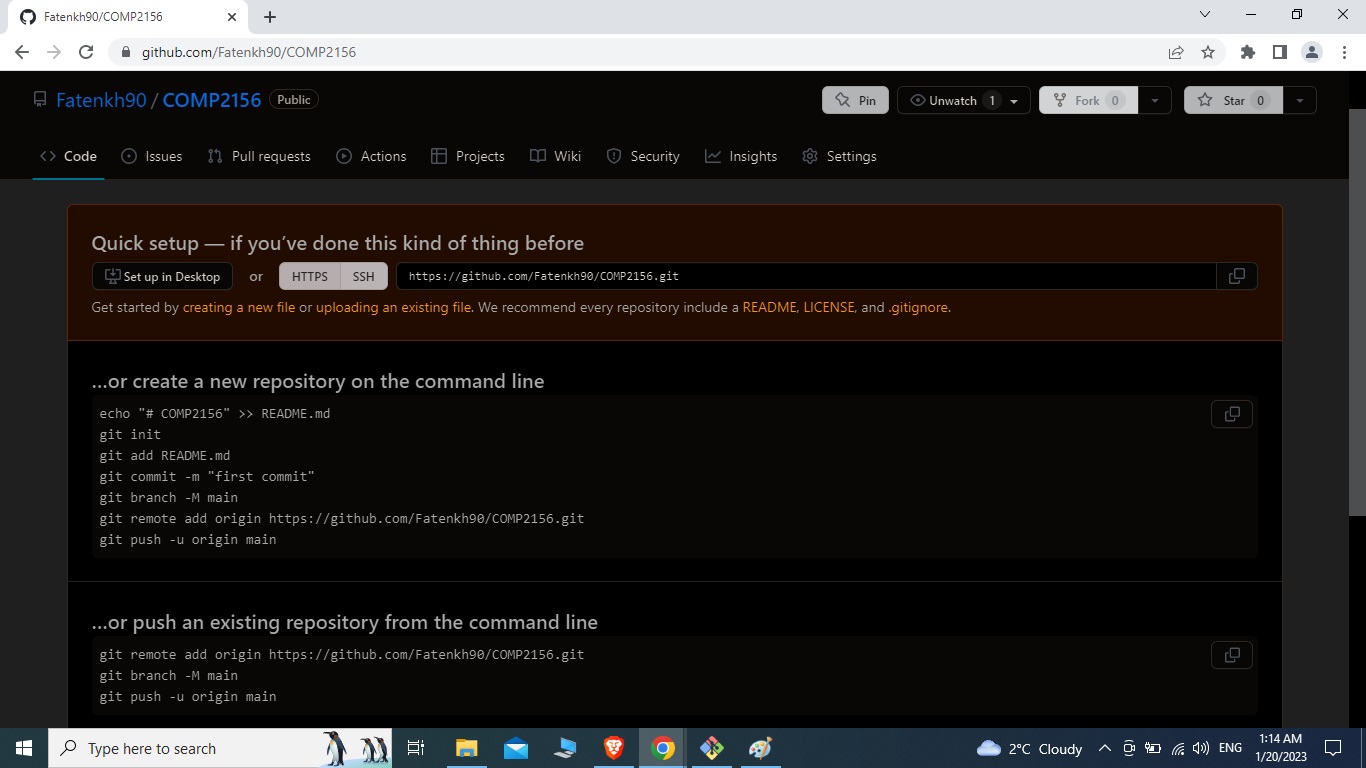 Fatenkh90/COMP2156
github.com/Fatenkh90/COMP2156
Fatenkh90 / COMP2156 Public Pin Unwatch 1 Fork 0 Star 0
Code Issues Pull requests Actions Projects Wiki Security Insights Settings
Quick setup — if you’ve done this kind of thing before
Set up in Desktop or HTTPS SSH https://github.com/Fatenkh90/COMP2156.git
Get started by creating a new file or uploading an existing file. We recommend every repository include a README, LICENSE, and .gitignore.
…or create a new repository on the command line
echo "# COMP2156" >> README.md
git init
git add README.md
git commit -m "first commit"
git branch -M main
git remote add origin https://github.com/Fatenkh90/COMP2156.git
git push -u origin main
…or push an existing repository from the command line
git remote add origin https://github.com/Fatenkh90/COMP2156.git
git branch -M main
git push -u origin main
Type here to search 2°C Cloudy ENG 1:14 AM
1/20/2023